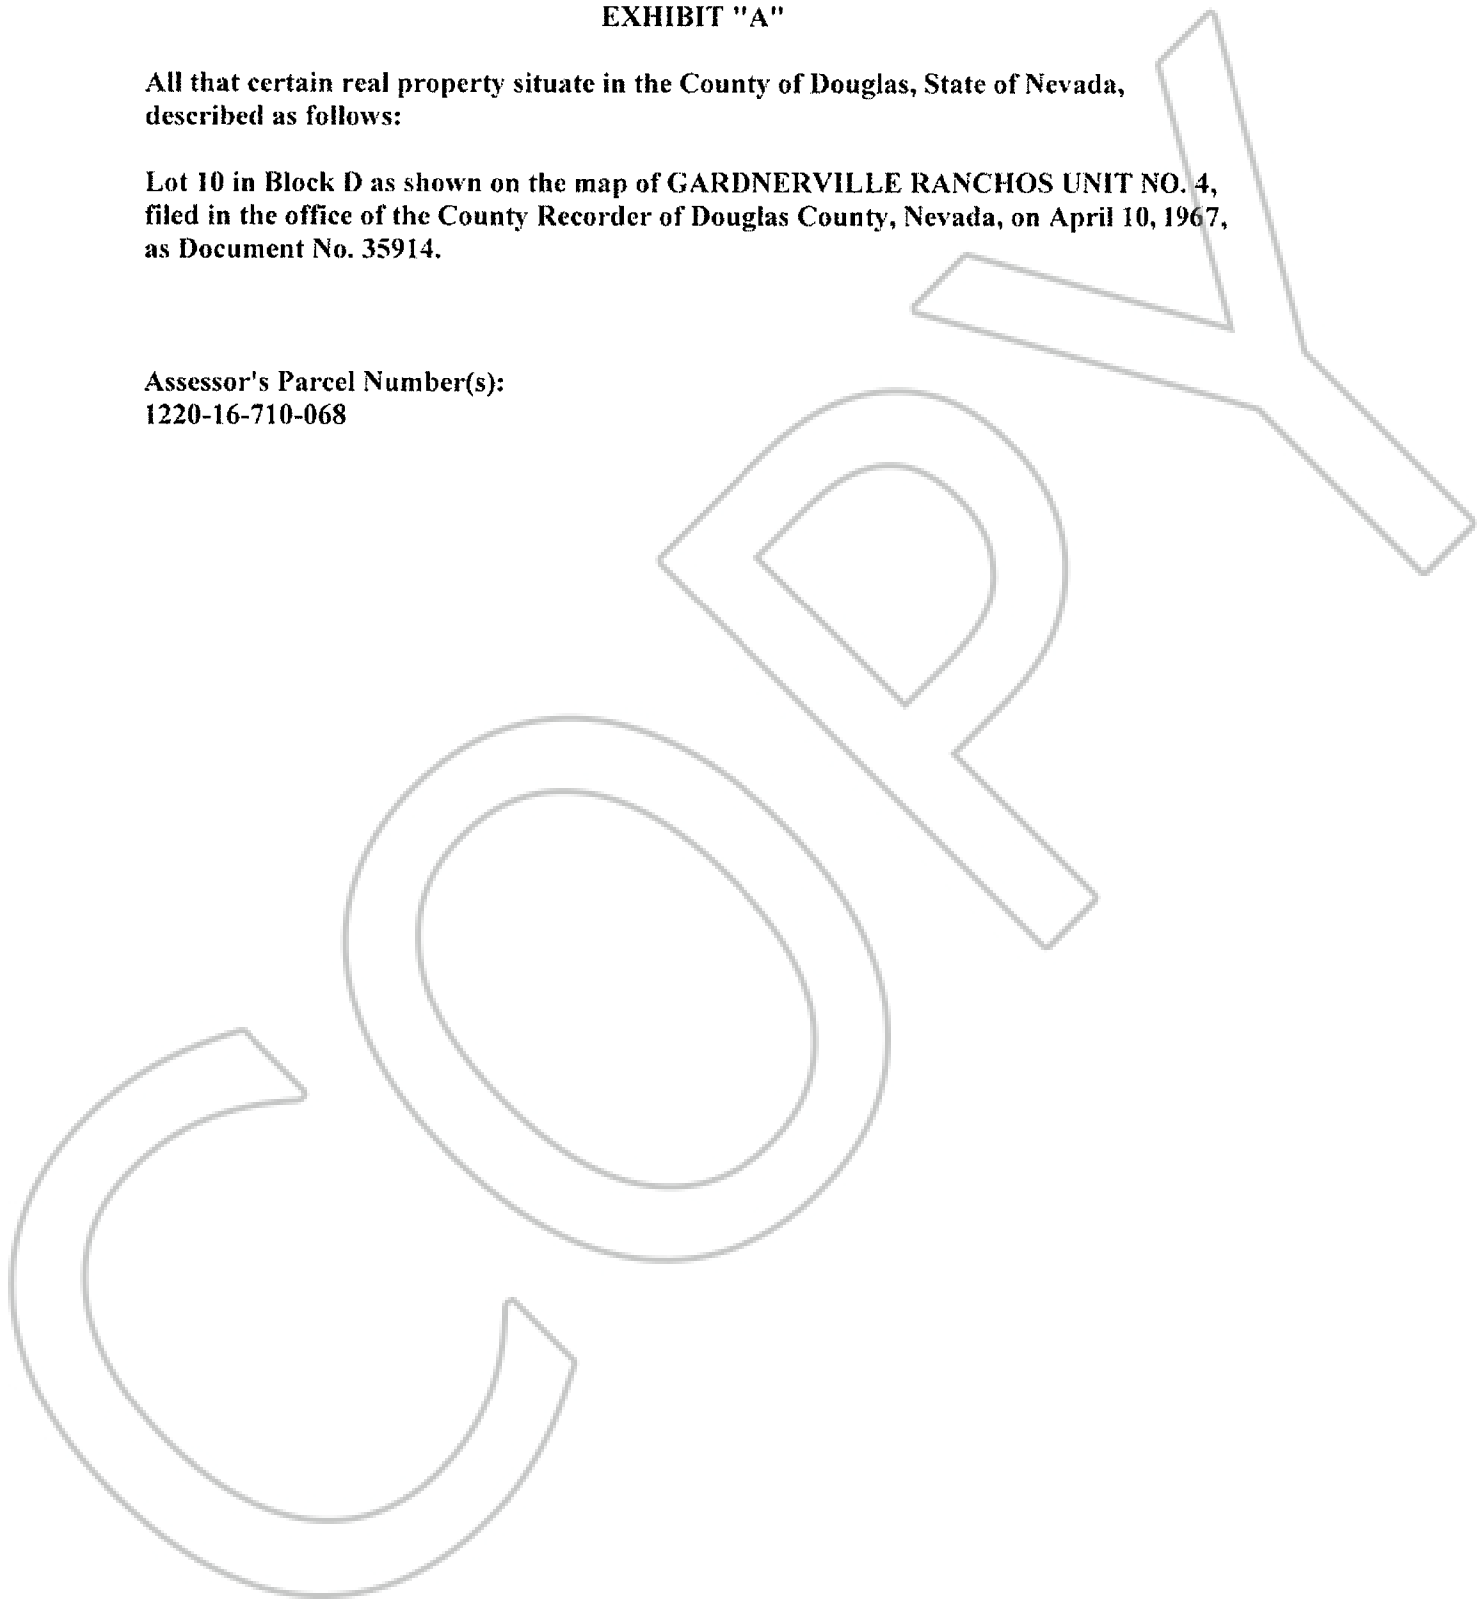 EXHIBIT "A"
All that certain real property situate in the County of Douglas, State of Nevada,
described as follows:
Lot 10 in Block D as shown on the map of GARDNERVILLE RANCHOS UNIT NO. 4,
filed in the office of the County Recorder of Douglas County, Nevada, on April 10, 1967,
as Document No. 35914.
Assessor's Parcel Number(s):
1220-16-710-068
COPY